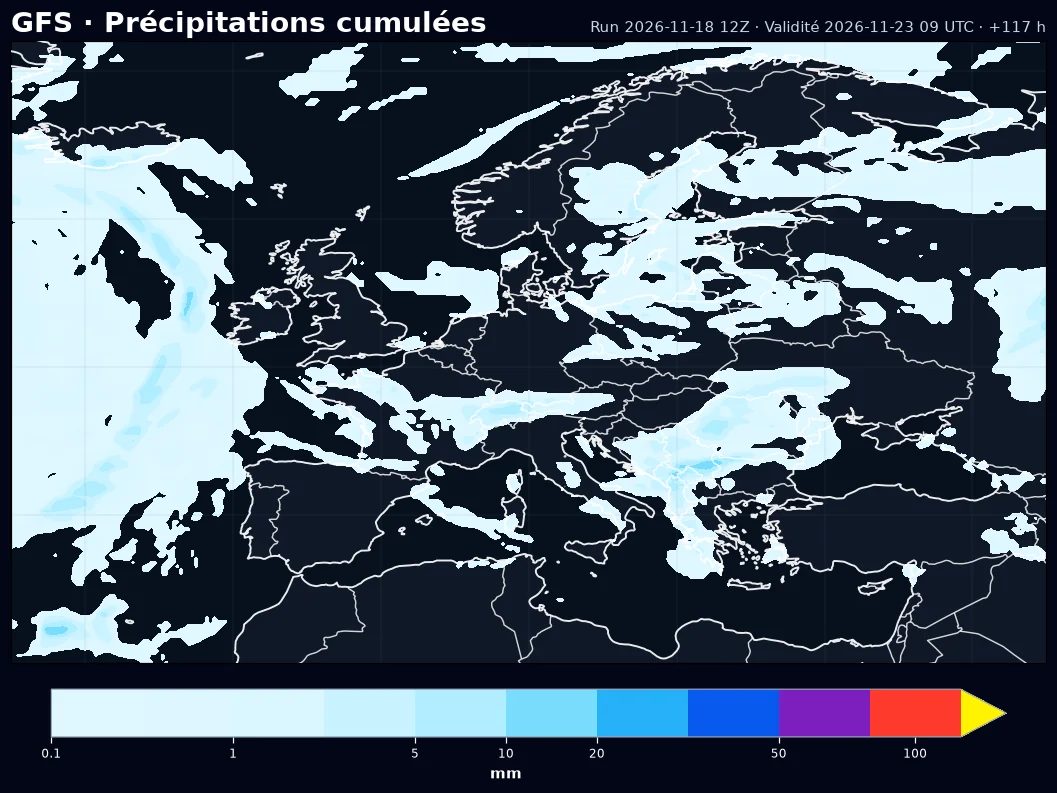 GFS · Précipitations cumulées
Run 2026-11-18 12Z · Validité 2026-11-23 09 UTC · +117 h
0.1 1 5 10 20 50 100
mm